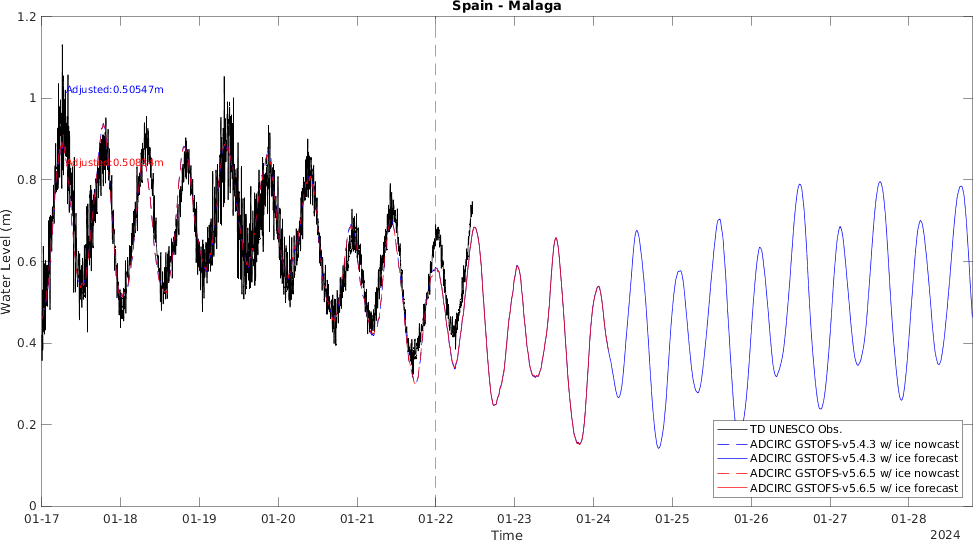 Spain - Malaga
1.2
1
0.8
0.6
0.4
0.2
0
Water Level (m)
Adjusted:0.50547m
TD UNESCO Obs.
ADCIRC GSTOFS-v5.4.3 w/ ice nowcast
ADCIRC GSTOFS-v5.4.3 w/ ice forecast
ADCIRC GSTOFS-v5.6.5 w/ ice nowcast
ADCIRC GSTOFS-v5.6.5 w/ ice forecast
01-17 01-18 01-19 01-20 01-21 01-22 01-23 01-24 01-25 01-26 01-27 01-28
Time
2024